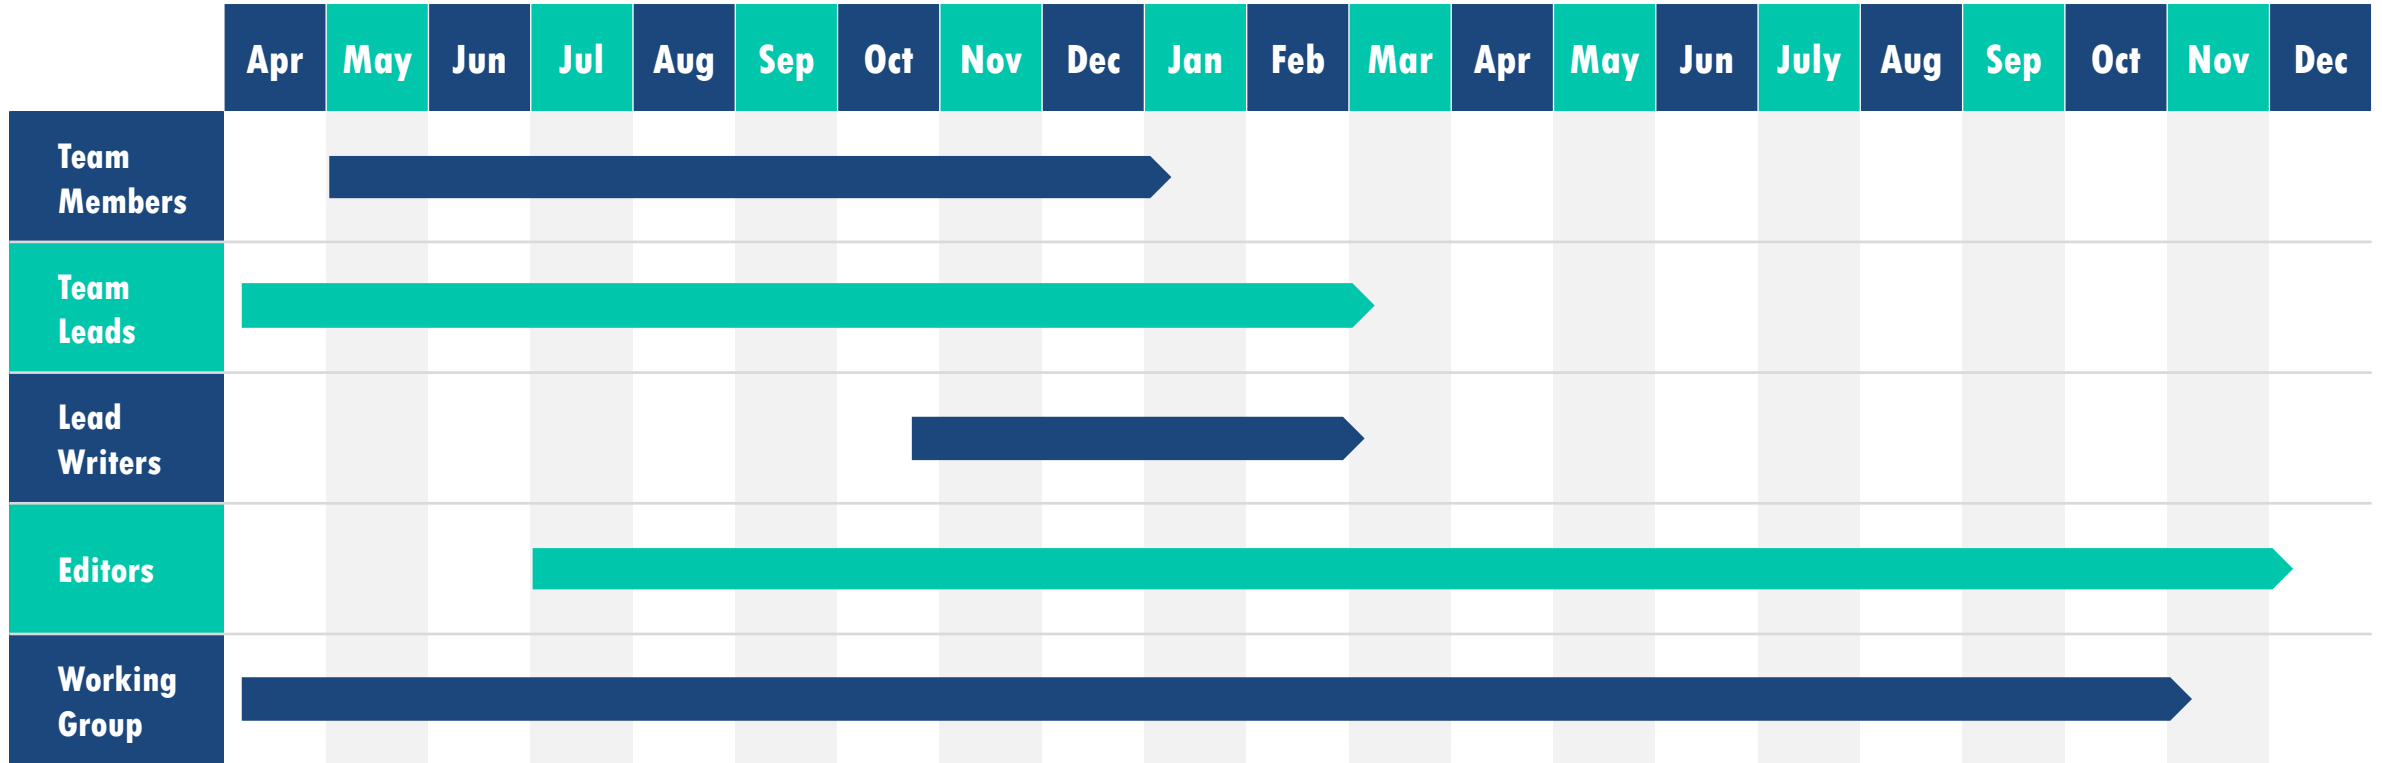 Apr May Jun Jul Aug Sep Oct Nov Dec Jan Feb Mar Apr May Jun July Aug Sep Oct Nov Dec
Team
Members
Team
Leads
Lead
Writers
Editors
Working
Group